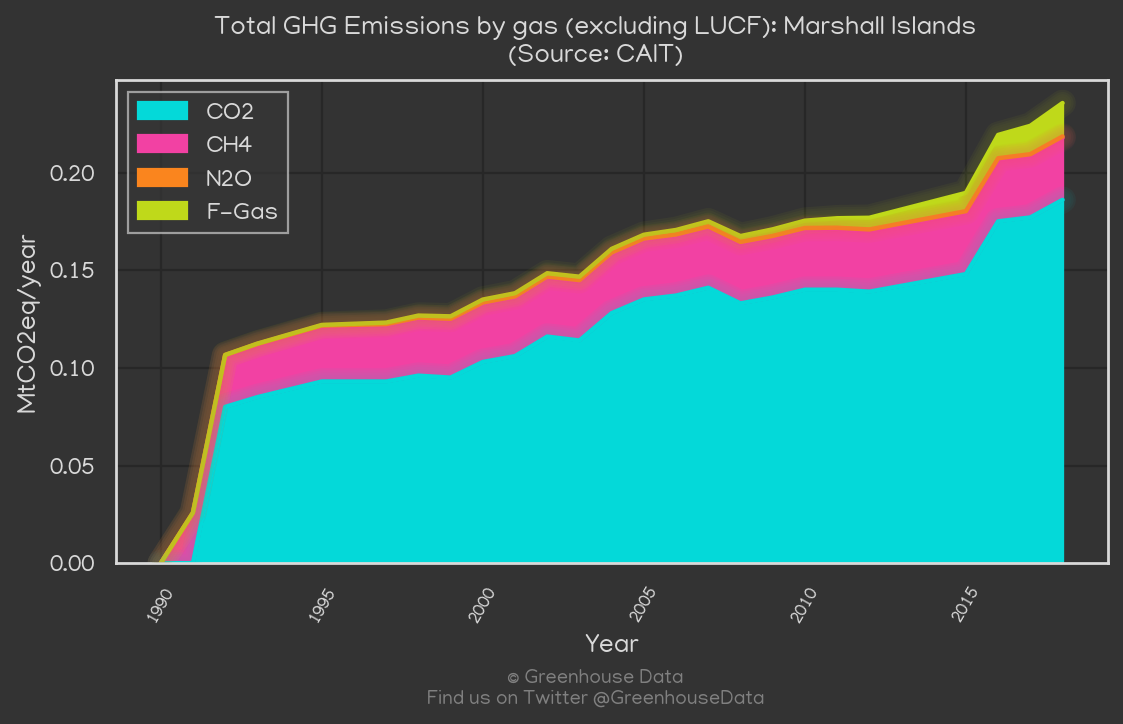 Total GHG Emissions by gas (excluding LUCF): Marshall Islands
(Source: CAIT)
CO2
CH4
N2O
F-Gas
MtCO2eq/year
0.20
0.15
0.10
0.05
0.00
1990
1995
2000
2005
2010
2015
Year
© Greenhouse Data
Find us on Twitter @GreenhouseData